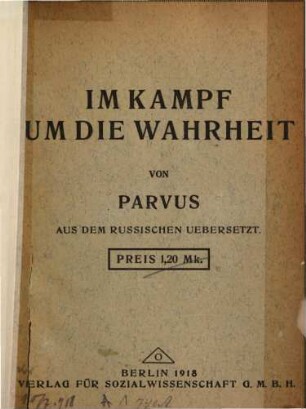 IM KAMPF
UM DIE WAHRHEIT
VON
PARVUS
AUS DEM RUSSISCHEN UEBERSETZT.
PREIS 1,20 Mk.
O
BERLIN 1918
VERLAG FÜR SOZIALWISSENSCHAFT G. M. B. H.